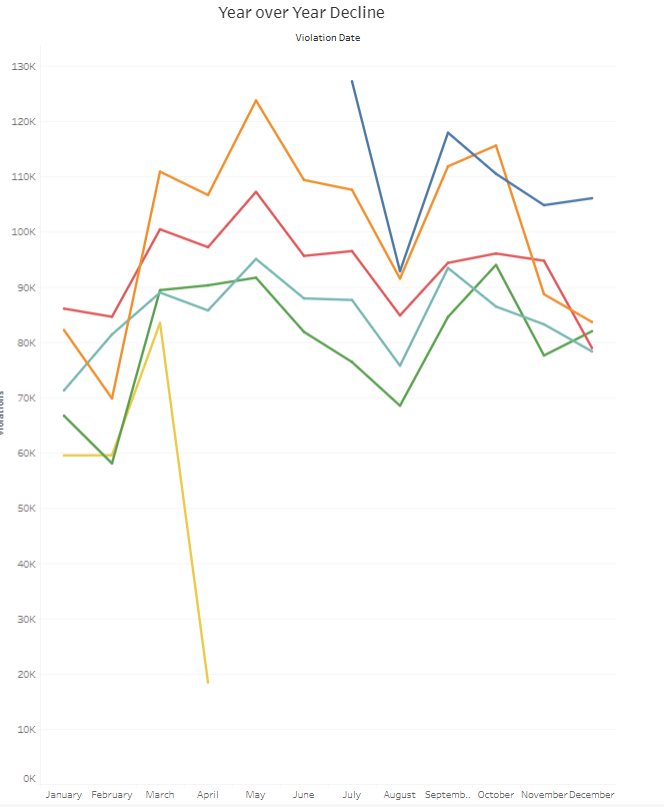 Year over Year Decline
Violation Date
130K
120K
110K
100K
90K
80K
70K
60K
50K
40K
30K
20K
10K
0K
January February March April May June July August Septemb.. October November December